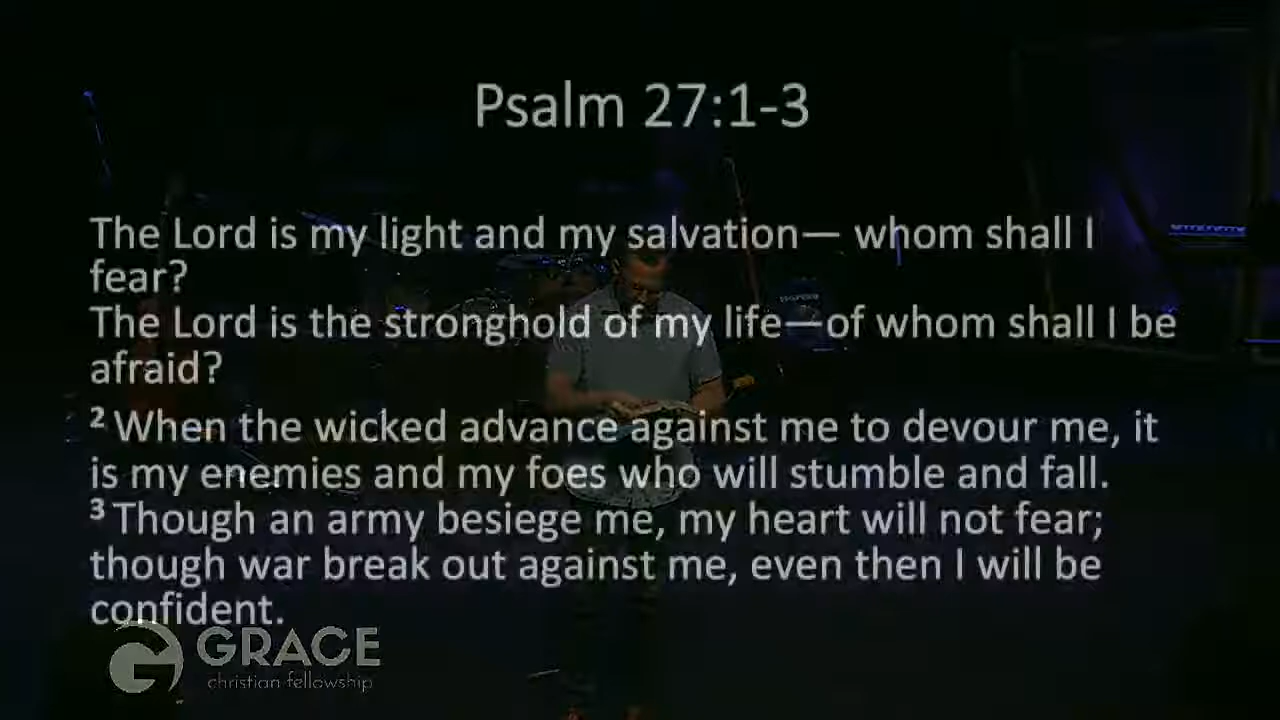 Psalm 27:1-3
The Lord is my light and my salvation— whom shall I
fear?
The Lord is the stronghold of my life—of whom shall I be
afraid?
² When the wicked advance against me to devour me, it
is my enemies and my foes who will stumble and fall.
³ Though an army besiege me, my heart will not fear;
though war break out against me, even then I will be
confident.
GRACE
christian fellowship